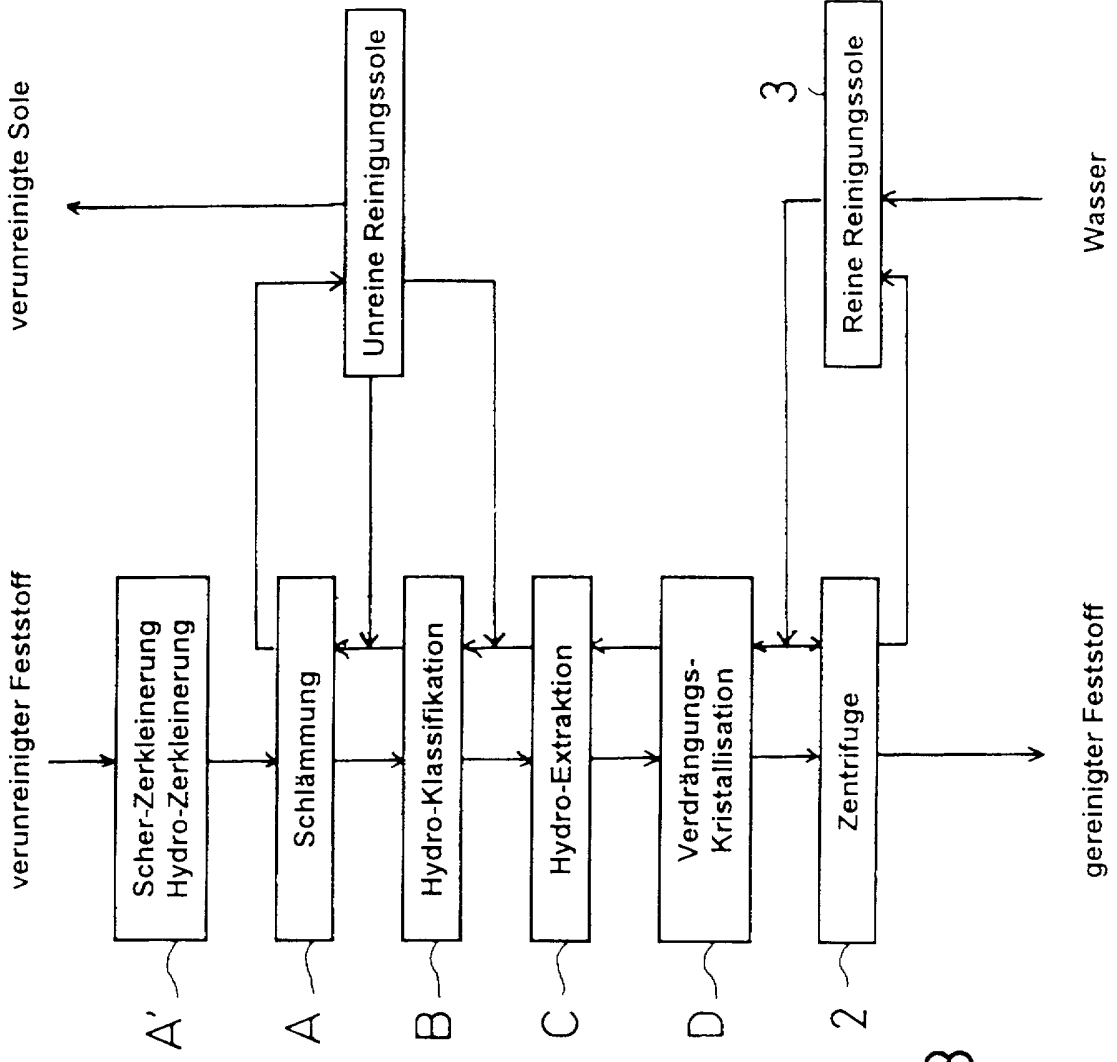 verunreinigter Feststoff
verunreinigte Sole
A'
Scher-Zerkleinerung
Hydro-Zerkleinerung
A
Schlämmung
Unreine Reinigungssole
B
Hydro-Klassifikation
C
Hydro-Extraktion
D
Verdrängungs-
Kristallisation
3
2
Zentrifuge
Reine Reinigungssole
gereinigter Feststoff
Wasser